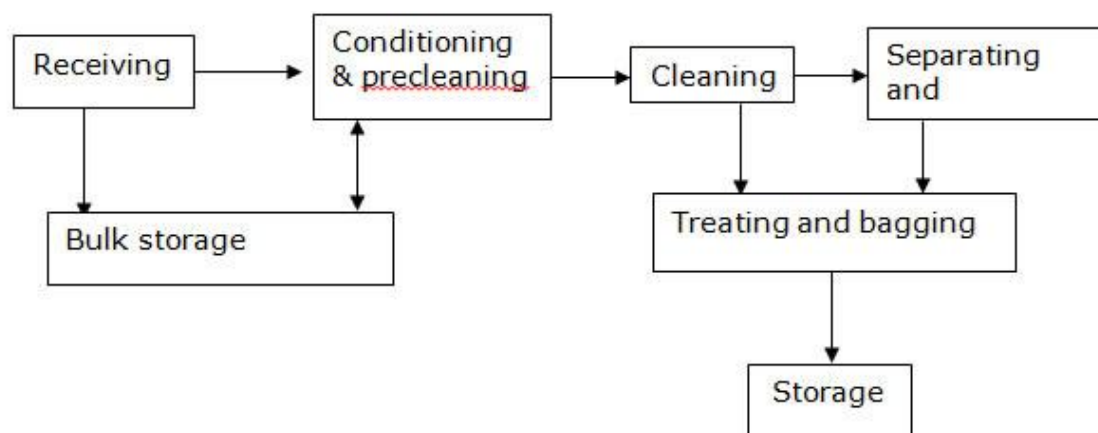 Receiving
Conditioning
& precleaning
Cleaning
Separating
and
Bulk storage
Treating and bagging
Storage